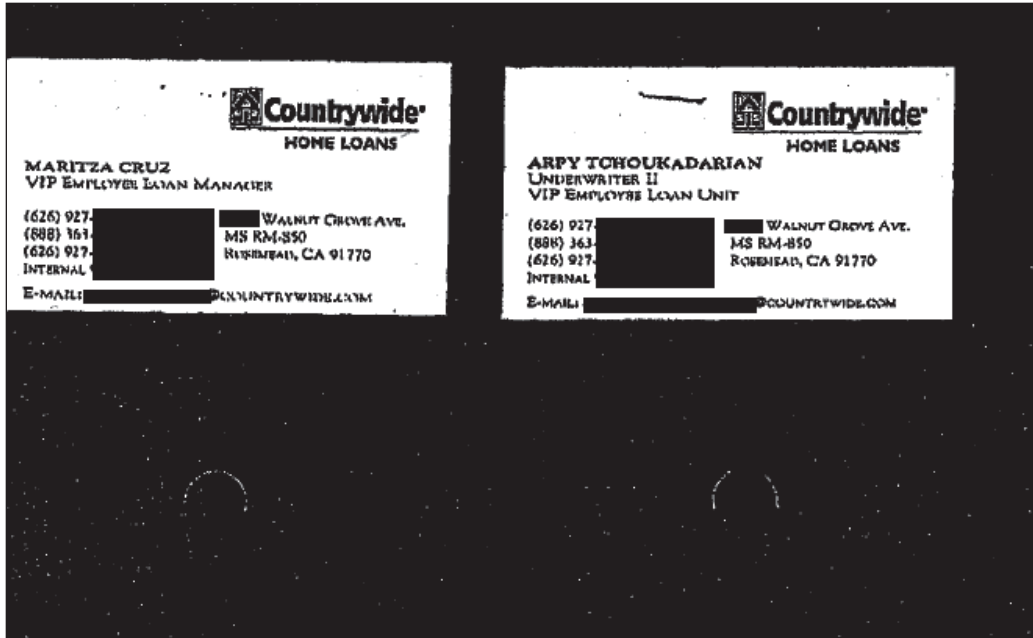 Countrywide
HOME LOANS
MARITZA CRUZ
VIP EMPLOYEE LOAN MANAGER
(626) 927-
(888) 363-
(626) 927-
INTERNAL
WALNUT GROVE AVE.
MS RM-850
ROSEMEAD, CA 91770
E-MAIL: @COUNTRYWIDE.COM
Countrywide
HOME LOANS
ARPY TCHOUKADARIAN
UNDERWRITER II
VIP EMPLOYEE LOAN UNIT
(626) 927-
(888) 363-
(626) 927-
INTERNAL
WALNUT GROVE AVE.
MS RM-850
ROSEMEAD, CA 91770
E-MAIL: @COUNTRYWIDE.COM